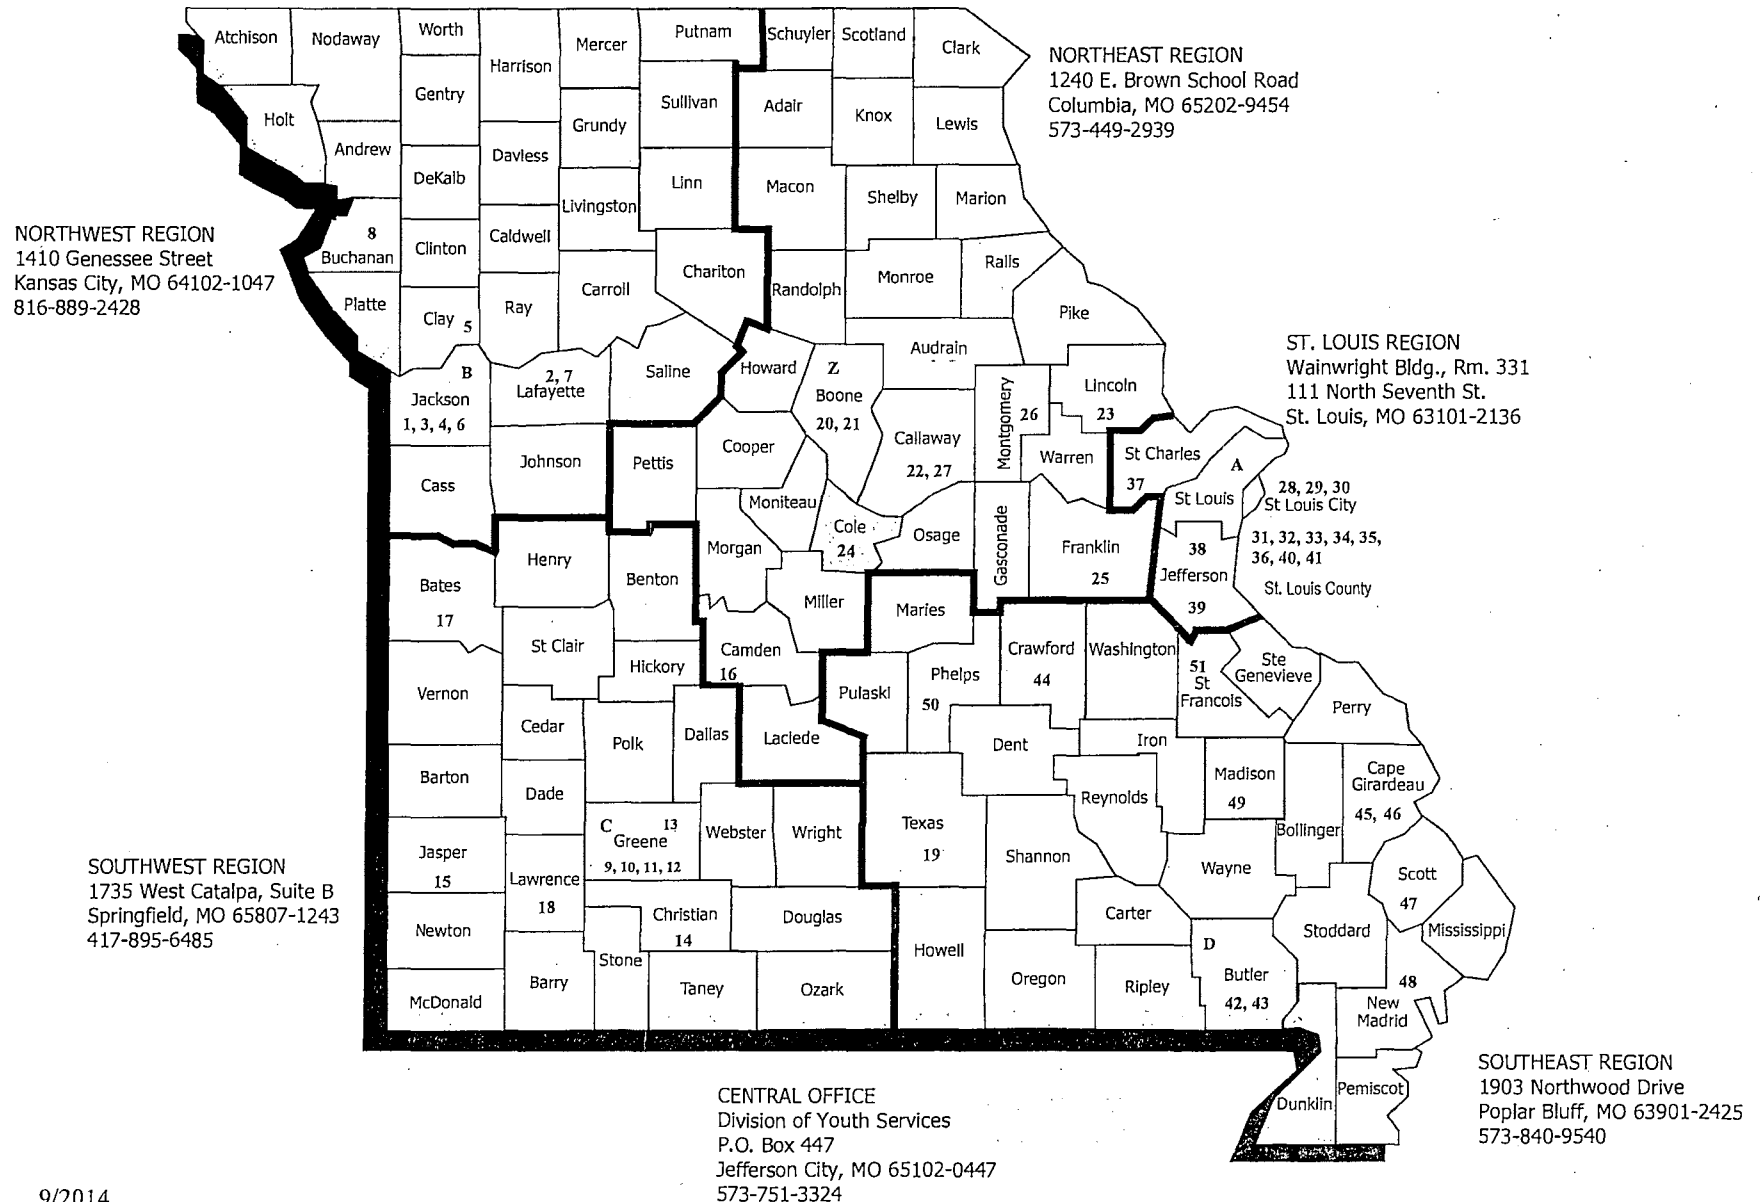 Atchison
Nodaway
Worth
Harrison
Mercer
Putnam
Schuyler
Scotland
Clark
Gentry
Sullivan
Adair
Knox
Lewis
Holt
Andrew
DeKalb
Daviess
Grundy
Livingston
Linn
Macon
Shelby
Marion
8
Buchanan
Clinton
Caldwell
Chariton
Randolph
Monroe
Ralls
Platte
Clay 5
Ray
Carroll
Pike
NORTHEAST REGION
1240 E. Brown School Road
Columbia, MO 65202-9454
573-449-2939
NORTHWEST REGION
1410 Genessee Street
Kansas City, MO 64102-1047
816-889-2428
B
Jackson
1, 3, 4, 6
2, 7
Lafayette
Saline
Howard
Z
Boone
20, 21
Audrain
Callaway
22, 27
Montgomery
26
Lincoln
23
Warren
St Charles
37
A
St Louis
ST. LOUIS REGION
Wainwright Bldg., Rm. 331
111 North Seventh St.
St. Louis, MO 63101-2136
28, 29, 30
St Louis City
31, 32, 33, 34, 35,
36, 40, 41
St. Louis County
Cass
Johnson
Pettis
Cooper
Moniteau
Cole
24
Osage
Gasconade
Franklin
25
38
Jefferson
39
Bates
17
Henry
Benton
Morgan
Miller
Maries
St Clair
Hickory
Camden
16
Pulaski
Phelps
50
Crawford
44
Washington
51
St
Francois
Ste
Genevieve
Perry
Vernon
Cedar
Polk
Dallas
Laclede
Dent
Iron
Madison
49
Cape
Girardeau
45, 46
Barton
Dade
C
13
Greene
9, 10, 11, 12
Webster
Wright
Texas
19
Shannon
Reynolds
Bollinger
Wayne
Scott
47
Jasper
15
Lawrence
18
Christian
14
Douglas
Howell
Carter
Stoddard
Mississippi
Newton
Stone
Oregon
Ripley
D
Butler
42, 43
48
New
Madrid
McDonald
Barry
Taney
Ozark
Dunklin
Pemiscot
SOUTHWEST REGION
1735 West Catalpa, Suite B
Springfield, MO 65807-1243
417-895-6485
CENTRAL OFFICE
Division of Youth Services
P.O. Box 447
Jefferson City, MO 65102-0447
573-751-3324
SOUTHEAST REGION
1903 Northwood Drive
Poplar Bluff, MO 63901-2425
573-840-9540
9/2014